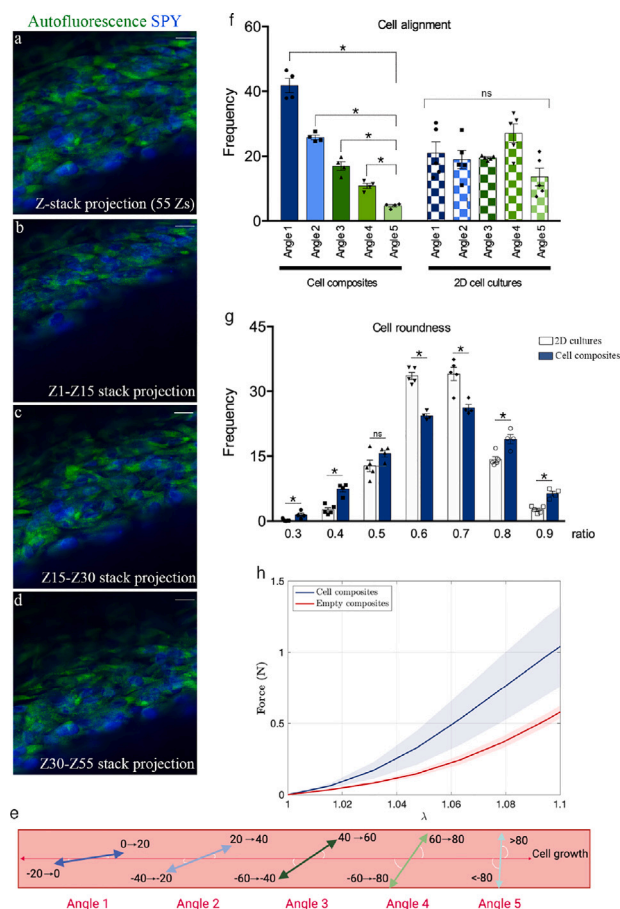 Autofluorescence SPY
a
Z-stack projection (55 Zs)
b
Z1-Z15 stack projection
c
Z15-Z30 stack projection
d
Z30-Z55 stack projection
f
Cell alignment
Frequency
60
40
20
0
*
*
*
*
ns
Angle 1
Angle 2
Angle 3
Angle 4
Angle 5
Angle 1
Angle 2
Angle 3
Angle 4
Angle 5
Cell composites
2D cell cultures
g
Cell roundness
2D cultures
Cell composites
Frequency
45
30
15
0
*
*
ns
*
*
*
*
0.3 0.4 0.5 0.6 0.7 0.8 0.9 ratio
h
Cell composites
Empty composites
Force (N)
1.5
1
0.5
0
1 1.02 1.04 1.06 1.08 1.1
λ
e
0→20 20→40 40→60 60→80 >80
Cell growth
-20→0 -40→-20 -60→-40 -60→-80 <-80
Angle 1 Angle 2 Angle 3 Angle 4 Angle 5